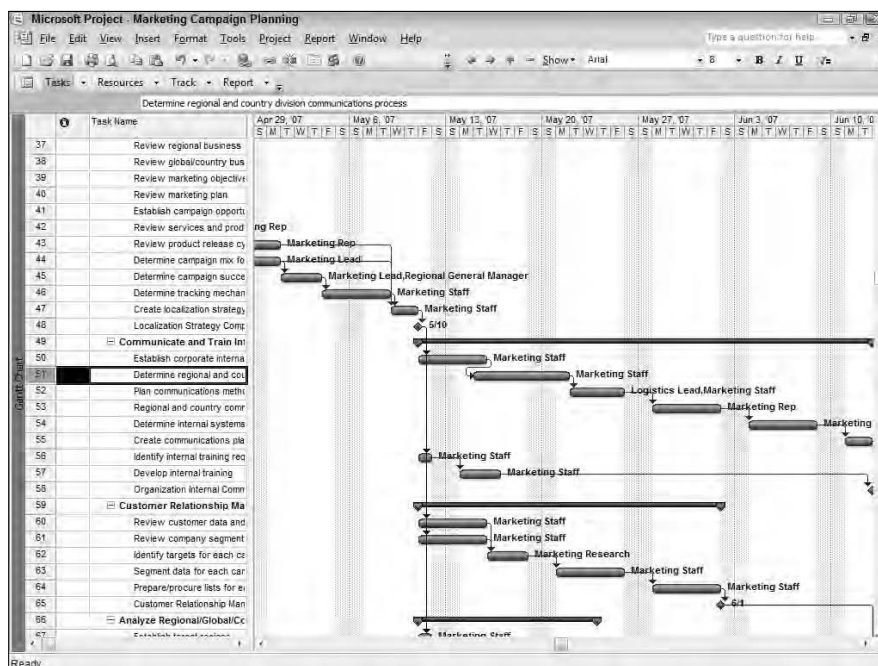 Microsoft Project - Marketing Campaign Planning
File Edit View Insert Format Tools Project Report Window Help
Type a question for help
Show Arial 8 B I U
Tasks Resources Track Report
Determine regional and country division communications process
Task Name
Apr 29, '07 May 6, '07 May 13, '07 May 20, '07 May 27, '07 Jun 3, '07 Jun 10, '0
S M T W T F S S M T W T F S S M T W T F S S M T W T F S S M T W T F S S M T W T F S S M T
37 Review regional business
38 Review global/country bus
39 Review marketing objective
40 Review marketing plan
41 Establish campaign opportu
42 Review services and prod ng Rep
43 Review product release cy Marketing Rep
44 Determine campaign mix fo Marketing Lead
45 Determine campaign succe Marketing Lead,Regional General Manager
46 Determine tracking mechan Marketing Staff
47 Create localization strategy Marketing Staff
48 Localization Strategy Comp 5/10
49 Communicate and Train Int
50 Establish corporate interna Marketing Staff
51 Determine regional and cou Marketing Staff
52 Plan communications metho Logistics Lead,Marketing Staff
53 Regional and country comr Marketing Rep
54 Determine internal systems Marketing
55 Create communications pla
56 Identify internal training req Marketing Staff
57 Develop internal training Marketing Staff
58 Organization Internal Comm
59 Customer Relationship Ma
60 Review customer data and Marketing Staff
61 Review company segment Marketing Staff
62 Identify targets for each ca Marketing Research
63 Segment data for each car Marketing Staff
64 Prepare/procure lists for ea Marketing Staff
65 Customer Relationship Man 6/1
66 Analyze Regional/Global/Co
67 Establish target regions Marketing Staff
Gantt Chart
Ready